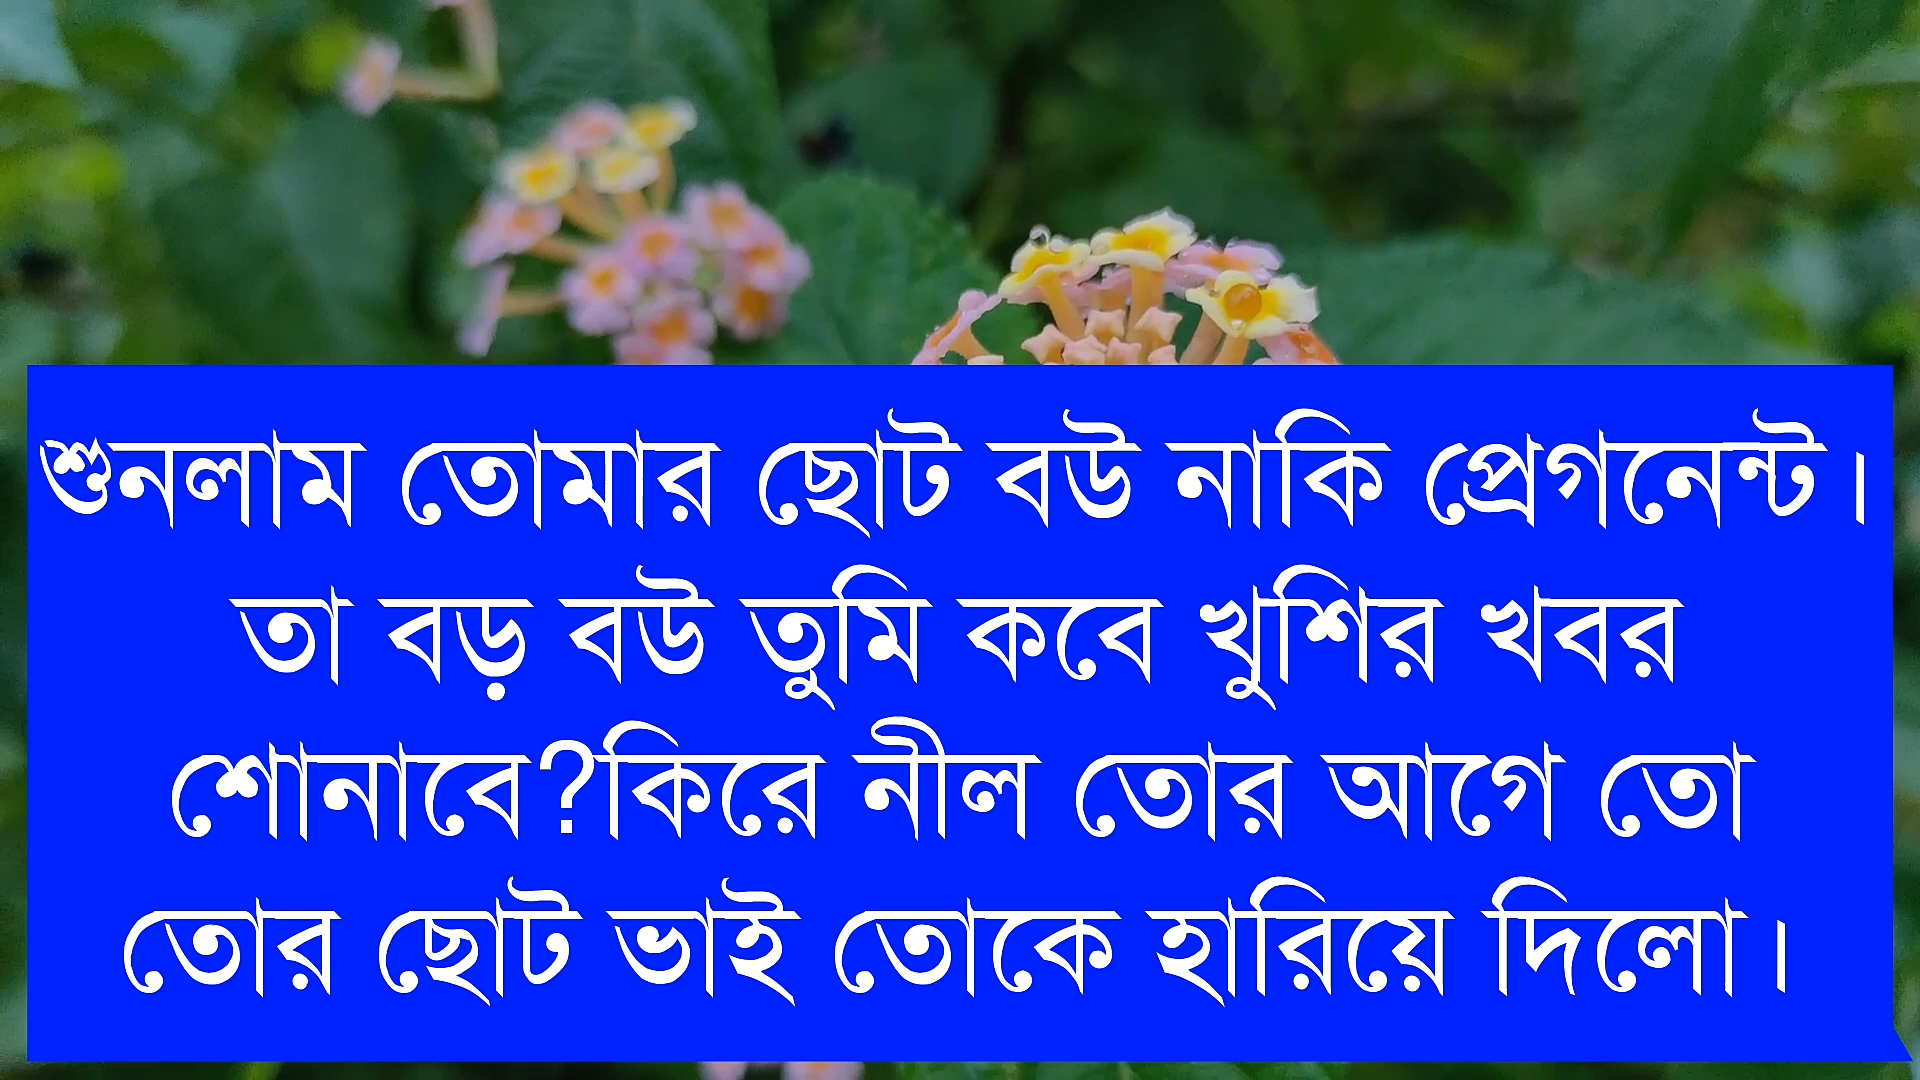 শুনলাম তোমার ছোট বউ নাকি প্রেগনেন্ট।
তা বড় বউ তুমি কবে খুশির খবর
শোনাবে?কিরে নীল তোর আগে তো
তোর ছোট ভাই তোকে হারিয়ে দিলো।